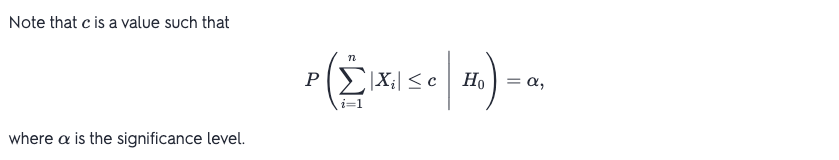 Note that c is a value such that
P(∑_{i=1}^{n} |X_i| ≤ c | H_0) = α,
where α is the significance level.